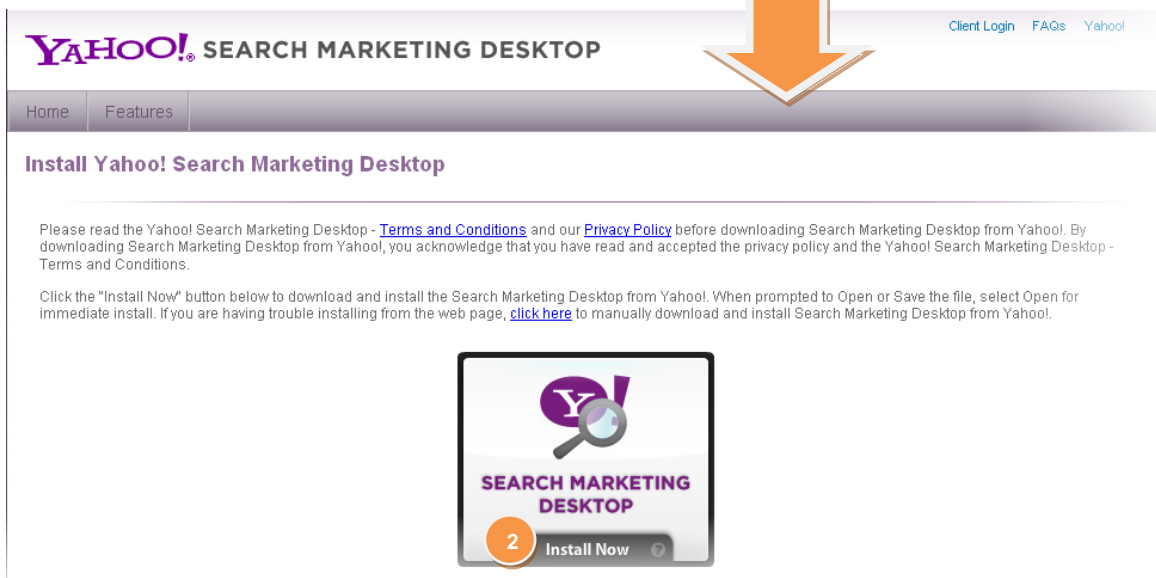 Client Login FAQs Yahoo!
YAHOO!® SEARCH MARKETING DESKTOP
Home Features
Install Yahoo! Search Marketing Desktop
Please read the Yahoo! Search Marketing Desktop - Terms and Conditions and our Privacy Policy before downloading Search Marketing Desktop from Yahoo!. By
downloading Search Marketing Desktop from Yahoo!, you acknowledge that you have read and accepted the privacy policy and the Yahoo! Search Marketing Desktop -
Terms and Conditions.
Click the "Install Now" button below to download and install the Search Marketing Desktop from Yahoo!. When prompted to Open or Save the file, select Open for
immediate install. If you are having trouble installing from the web page, click here to manually download and install Search Marketing Desktop from Yahoo!.
Y!
SEARCH MARKETING
DESKTOP
2 Install Now ?